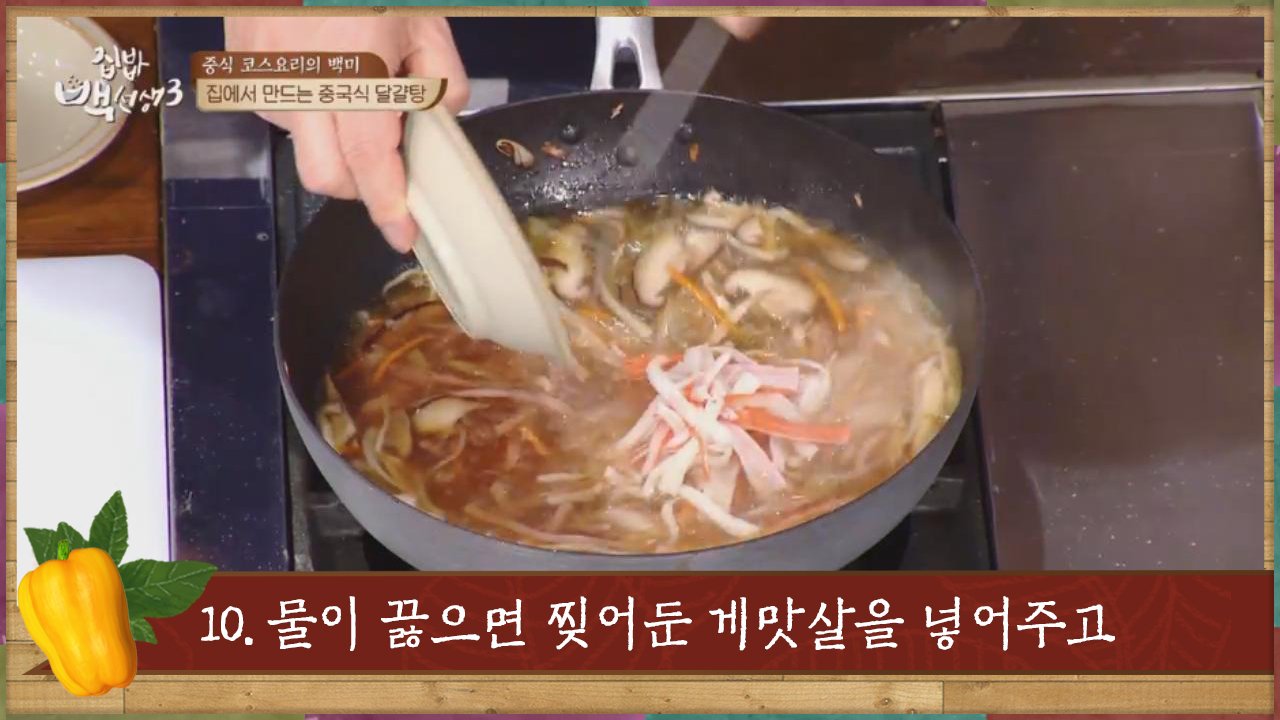 집밥
백선생3
중식 코스요리의 백미
집에서 만드는 중국식 달걀탕
10. 물이 끓으면 찢어둔 게맛살을 넣어주고